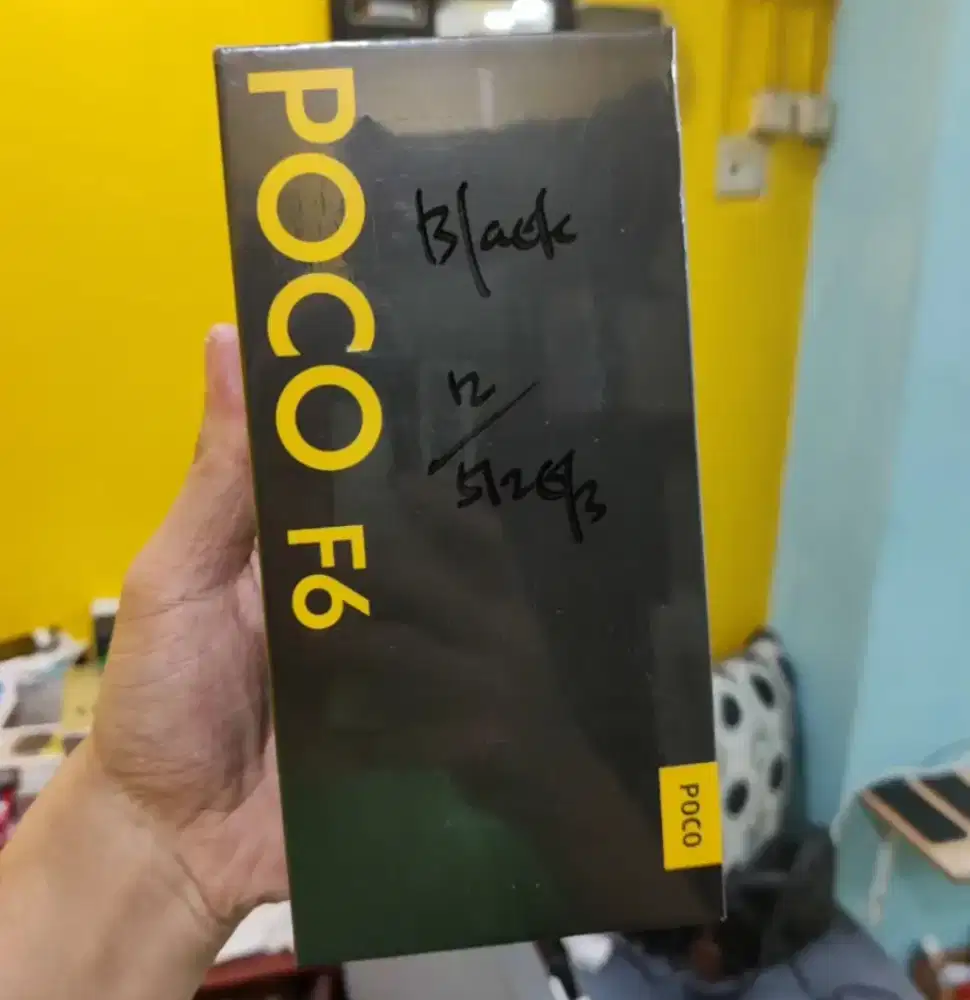 POCO F6
Black
12/
512GB
POCO